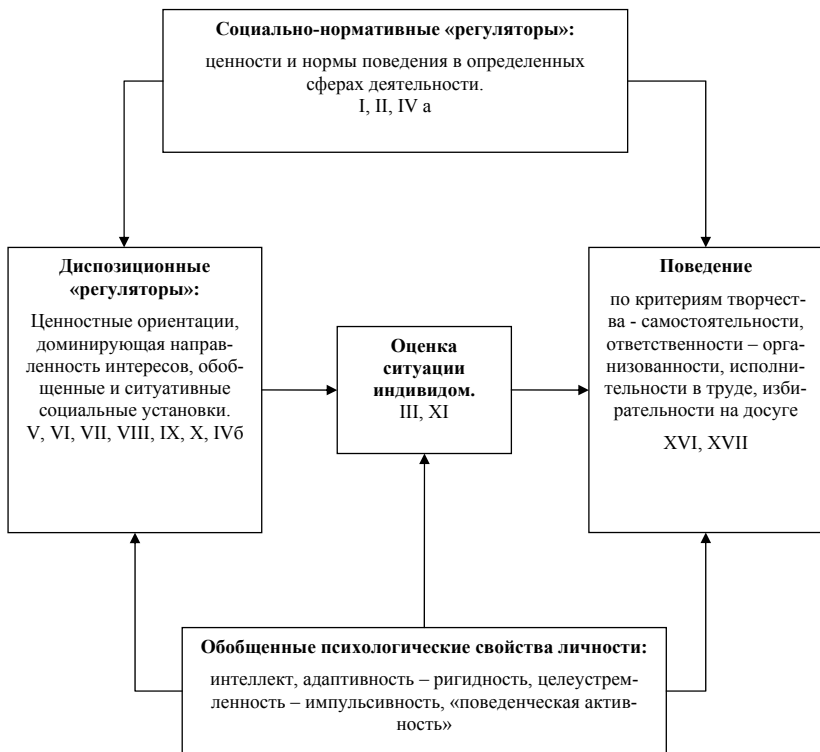 Социально-нормативные «регуляторы»:
ценности и нормы поведения в определенных
сферах деятельности.
I, II, IV а
Диспозиционные
«регуляторы»:
Ценностные ориентации,
доминирующая направ-
ленность интересов, обоб-
щенные и ситуативные
социальные установки.
V, VI, VII, VIII, IX, X, IVб
Оценка
ситуации
индивидом.
III, XI
Поведение
по критериям творчест-
ва - самостоятельности,
ответственности – орга-
низованности, исполни-
тельности в труде, изби-
рательности на досуге
XVI, XVII
Обобщенные психологические свойства личности:
интеллект, адаптивность – ригидность, целеустрем-
ленность – импульсивность, «поведенческая актив-
ность»